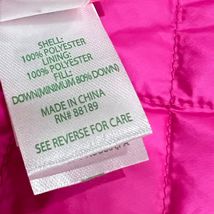 SHELL:
100% POLYESTER
LINING:
100% POLYESTER
FILL:
DOWN(MINIMUM 80% DOWN)
MADE IN CHINA
RN# 88189
SEE REVERSE FOR CARE